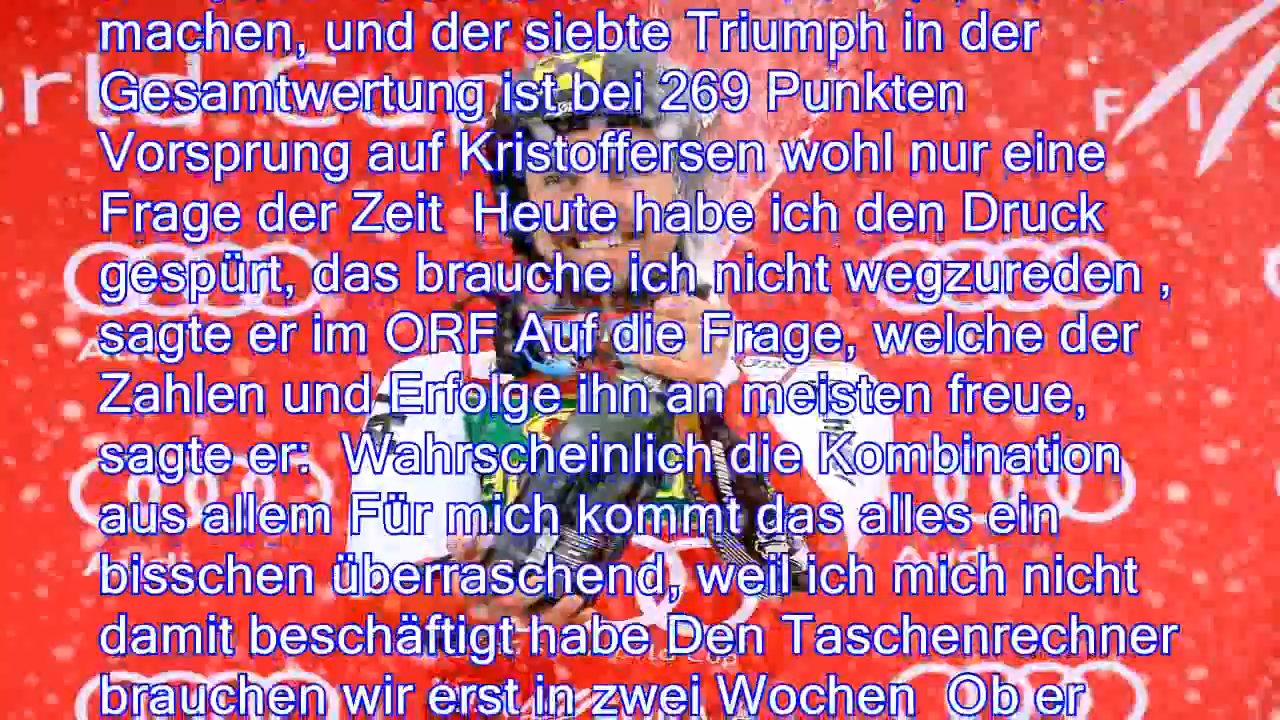 machen, und der siebte Triumph in der
Gesamtwertung ist bei 269 Punkten
Vorsprung auf Kristoffersen wohl nur eine
Frage der Zeit  Heute habe ich den Druck
gespürt, das brauche ich nicht wegzureden ,
sagte er im ORF Auf die Frage, welche der
Zahlen und Erfolge ihn an meisten freue,
sagte er:  Wahrscheinlich die Kombination
aus allem Für mich kommt das alles ein
bisschen überraschend, weil ich mich nicht
damit beschäftigt habe Den Taschenrechner
brauchen wir erst in zwei Wochen  Ob er
Audi